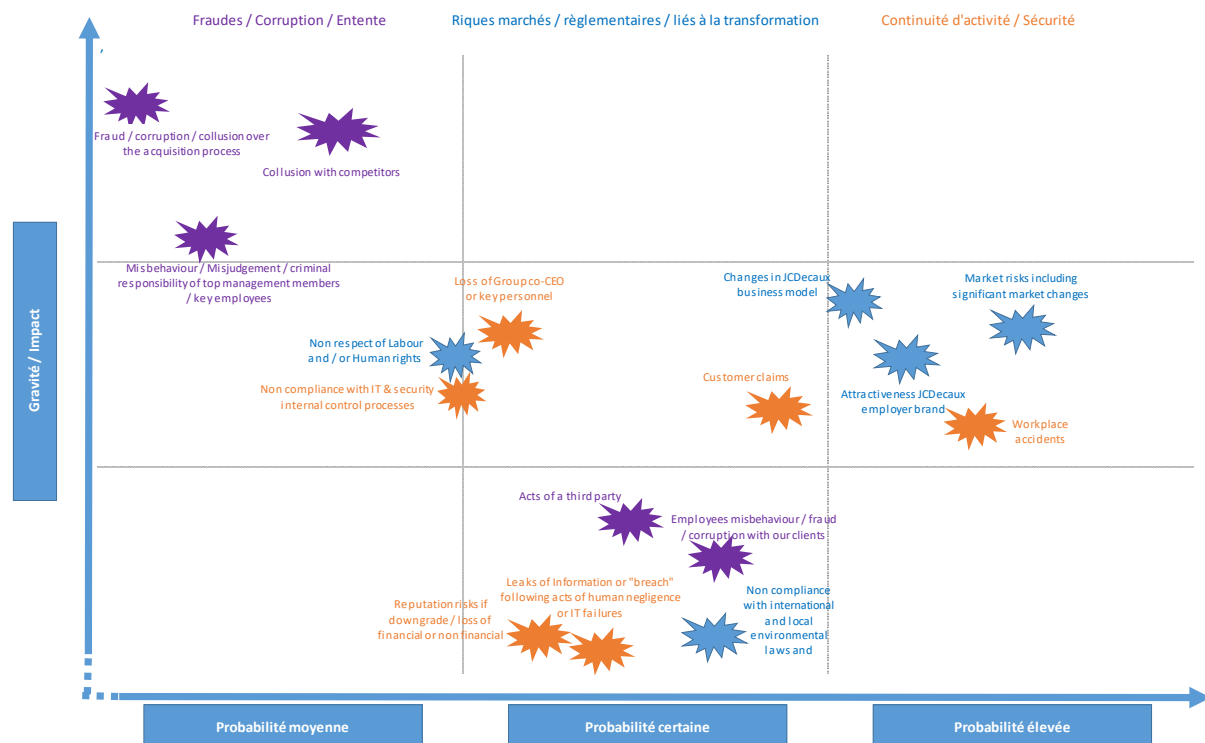 Fraudes / Corruption / Entente
Riques marchés / règlementaires / liés à la transformation
Continuité d'activité / Sécurité
,
Fraud / corruption / collusion over
the acquisition process
Collusion with competitors
Misbehaviour / Misjudgement / criminal
responsibility of top management members
/ key employees
Loss of Group co-CEO
or key personnel
Changes in JCDecaux
business model
Market risks including
significant market changes
Non respect of Labour
and / or Human rights
Non compliance with IT & security
internal control processes
Customer claims
Attractiveness JCDecaux
employer brand
Workplace
accidents
Gravité / Impact
Acts of a third party
Employees misbehaviour / fraud
/ corruption with our clients
Leaks of Information or "breach"
following acts of human negligence
or IT failures
Reputation risks if
downgrade / loss of
financial or non financial
Non compliance
with international
and local
environmental
laws and
Probabilité moyenne
Probabilité certaine
Probabilité élevée